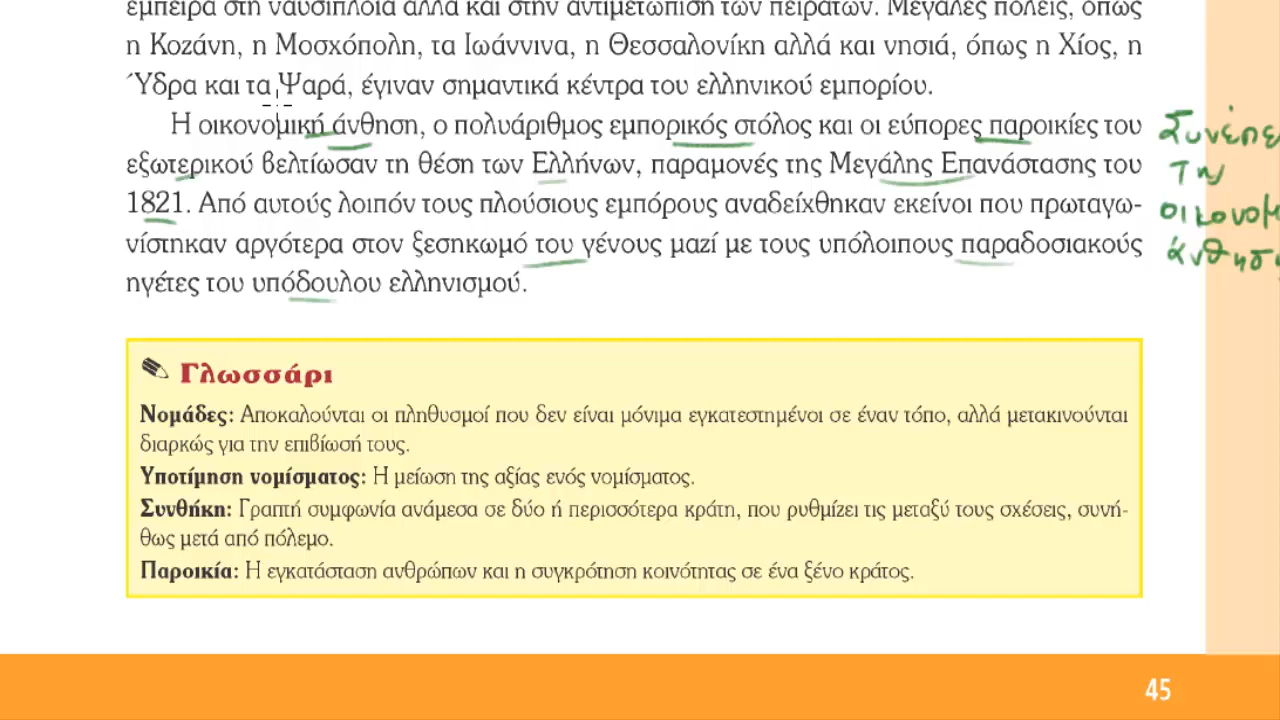 εμπειρα στη ναυσιπλοΐα αλλά και στην αντιμετώπιση των πειρατών. Μεγάλες πόλεις, όπως
η Κοζάνη, η Μοσχόπολη, τα Ιωάννινα, η Θεσσαλονίκη αλλά και νησιά, όπως η Χίος, η
Ύδρα και τα Ψαρά, έγιναν σημαντικά κέντρα του ελληνικού εμπορίου.
Η οικονομική άνθηση, ο πολυάριθμος εμπορικός στόλος και οι εύπορες παροικίες του
εξωτερικού βελτίωσαν τη θέση των Ελλήνων, παραμονές της Μεγάλης Επανάστασης του
1821. Από αυτούς λοιπόν τους πλούσιους εμπόρους αναδείχθηκαν εκείνοι που πρωταγω-
νίστηκαν αργότερα στον ξεσηκωμό του γένους μαζί με τους υπόλοιπους παραδοσιακούς
ηγέτες του υπόδουλου ελληνισμού.
Συνέπε
Τη
οικονομ
άνθηση
Γλωσσάρι
Νομάδες: Αποκαλούνται οι πληθυσμοί που δεν είναι μόνιμα εγκατεστημένοι σε έναν τόπο, αλλά μετακινούνται
διαρκώς για την επιβίωσή τους.
Υποτίμηση νομίσματος: Η μείωση της αξίας ενός νομίσματος.
Συνθήκη: Γραπτή συμφωνία ανάμεσα σε δύο ή περισσότερα κράτη, που ρυθμίζει τις μεταξύ τους σχέσεις, συνή-
θως μετά από πόλεμο.
Παροικία: Η εγκατάσταση ανθρώπων και η συγκρότηση κοινότητας σε ένα ξένο κράτος.
45